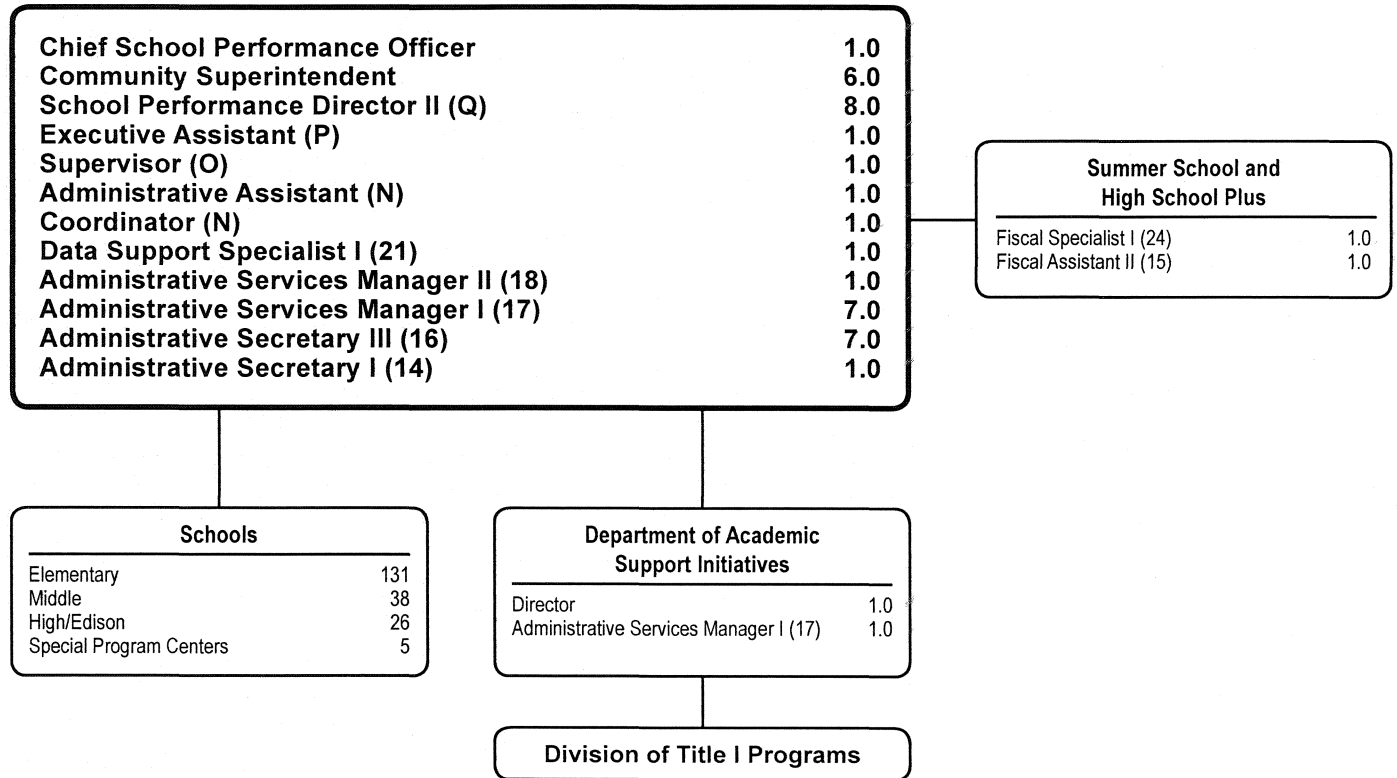 Chief School Performance Officer 1.0
Community Superintendent 6.0
School Performance Director II (Q) 8.0
Executive Assistant (P) 1.0
Supervisor (O) 1.0
Administrative Assistant (N) 1.0
Coordinator (N) 1.0
Data Support Specialist I (21) 1.0
Administrative Services Manager II (18) 1.0
Administrative Services Manager I (17) 7.0
Administrative Secretary III (16) 7.0
Administrative Secretary I (14) 1.0
Summer School and
High School Plus
Fiscal Specialist I (24) 1.0
Fiscal Assistant II (15) 1.0
Schools
Elementary 131
Middle 38
High/Edison 26
Special Program Centers 5
Department of Academic
Support Initiatives
Director 1.0
Administrative Services Manager I (17) 1.0
Division of Title I Programs